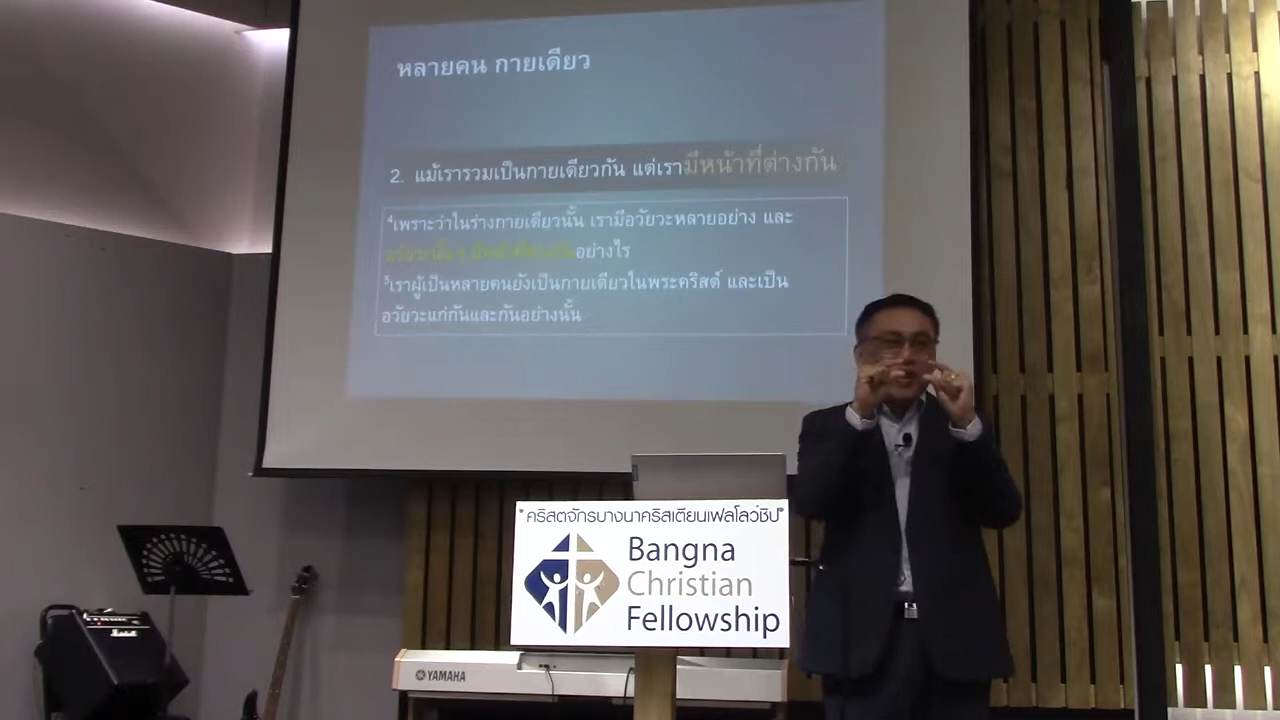 หลายคน กายเดียว
2. แม้เรารวมเป็นกายเดียวกัน แต่เรามีหน้าที่ต่างกัน
4เพราะว่าในร่างกายเดียวนั้น เรามีอวัยวะหลายอย่าง และ
อย่างไร
5เราผู้เป็นหลายคนยังเป็นกายเดียวในพระคริสต์ และเป็น
อวัยวะแก่กันและกันอย่างนั้น
"คริสตจักรบางนาคริสเตียนเฟลโลว์ชิป"
Bangna
Christian
Fellowship
YAMAHA
Marshall